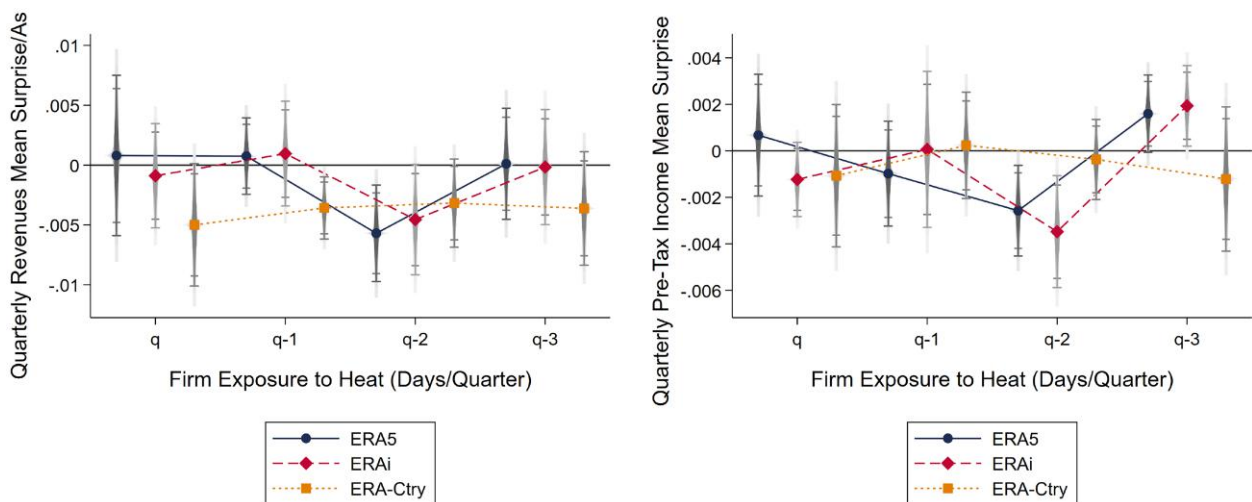 Quarterly Revenues Mean Surprise/As
.01
.005
0
-.005
-.01
q
q-1
q-2
q-3
Firm Exposure to Heat (Days/Quarter)
ERA5
ERAi
ERA-Ctry
Quarterly Pre-Tax Income Mean Surprise
.004
.002
0
-.002
-.004
-.006
q
q-1
q-2
q-3
Firm Exposure to Heat (Days/Quarter)
ERA5
ERAi
ERA-Ctry